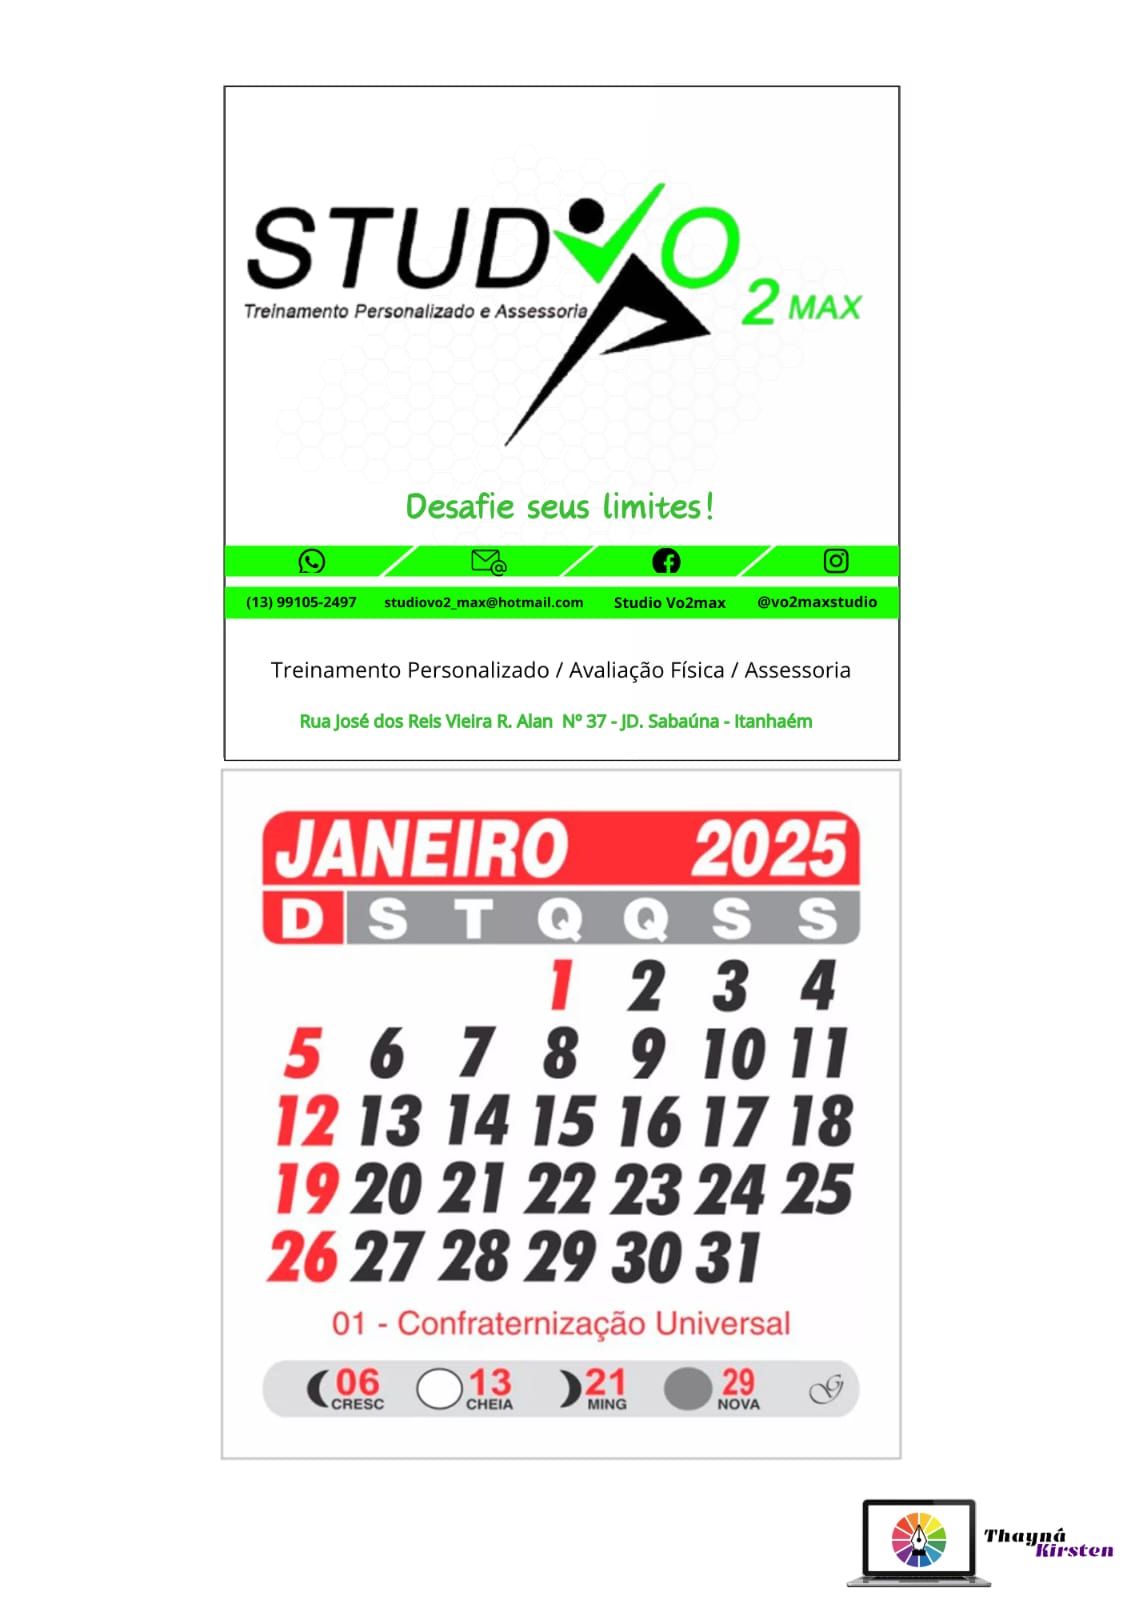 STUDVO2 MAX
Treinamento Personalizado e Assessoria
Desafie seus limites!
(13) 99105-2497 studiovo2_max@hotmail.com Studio Vo2max @vo2maxstudio
Treinamento Personalizado / Avaliação Física / Assessoria
Rua José dos Reis Vieira R. Alan Nº 37 - JD. Sabaúna - Itanhaém
JANEIRO 2025
D S T Q Q S S
1 2 3 4
5 6 7 8 9 10 11
12 13 14 15 16 17 18
19 20 21 22 23 24 25
26 27 28 29 30 31
01 - Confraternização Universal
06 13 21 29
CRESC CHEIA MING NOVA
Thayná
Kirsten